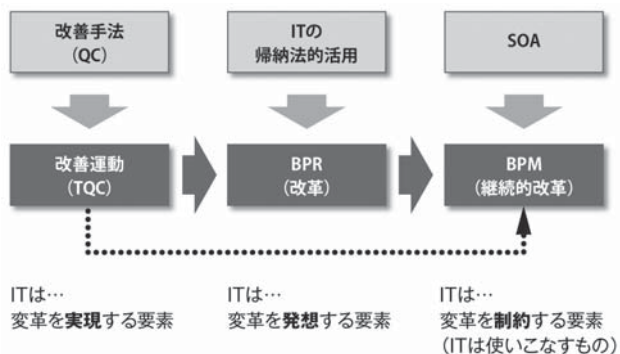 改善手法
(QC)
ITの
帰納法的活用
SOA
改善運動
(TQC)
BPR
(改革)
BPM
(継続的改革)
ITは…
変革を実現する要素
ITは…
変革を発想する要素
ITは…
変革を制約する要素
(ITは使いこなすもの)